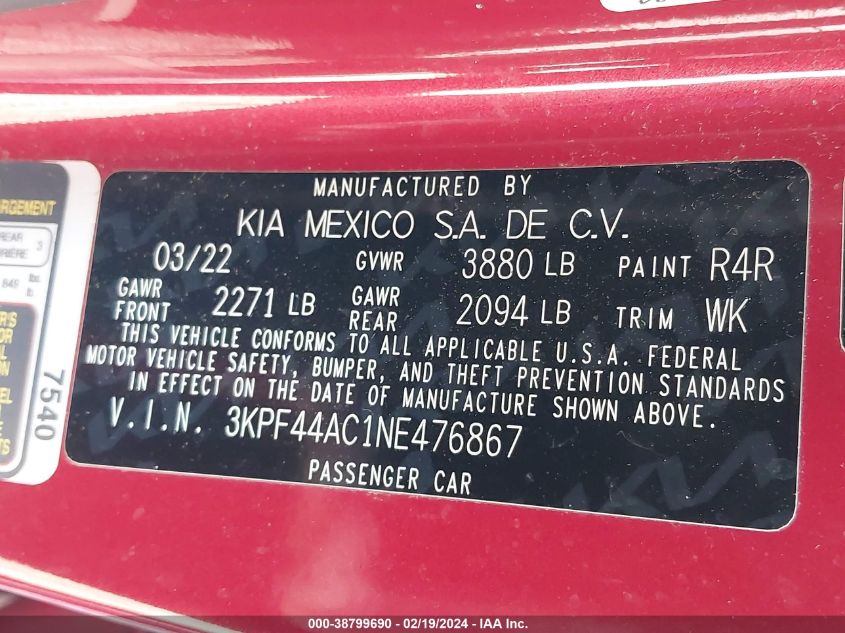 MANUFACTURED BY
KIA MEXICO S.A. DE C.V.
03/22 GVWR 3880 LB PAINT R4R
GAWR FRONT 2271 LB GAWR REAR 2094 LB TRIM WK
THIS VEHICLE CONFORMS TO ALL APPLICABLE U.S.A. FEDERAL
MOTOR VEHICLE SAFETY, BUMPER, AND THEFT PREVENTION STANDARDS
IN EFFECT ON THE DATE OF MANUFACTURE SHOWN ABOVE.
V.I.N. 3KPF44AC1NE476867
PASSENGER CAR
REAR 3
7540
000-38799690 - 02/19/2024 - IAA Inc.